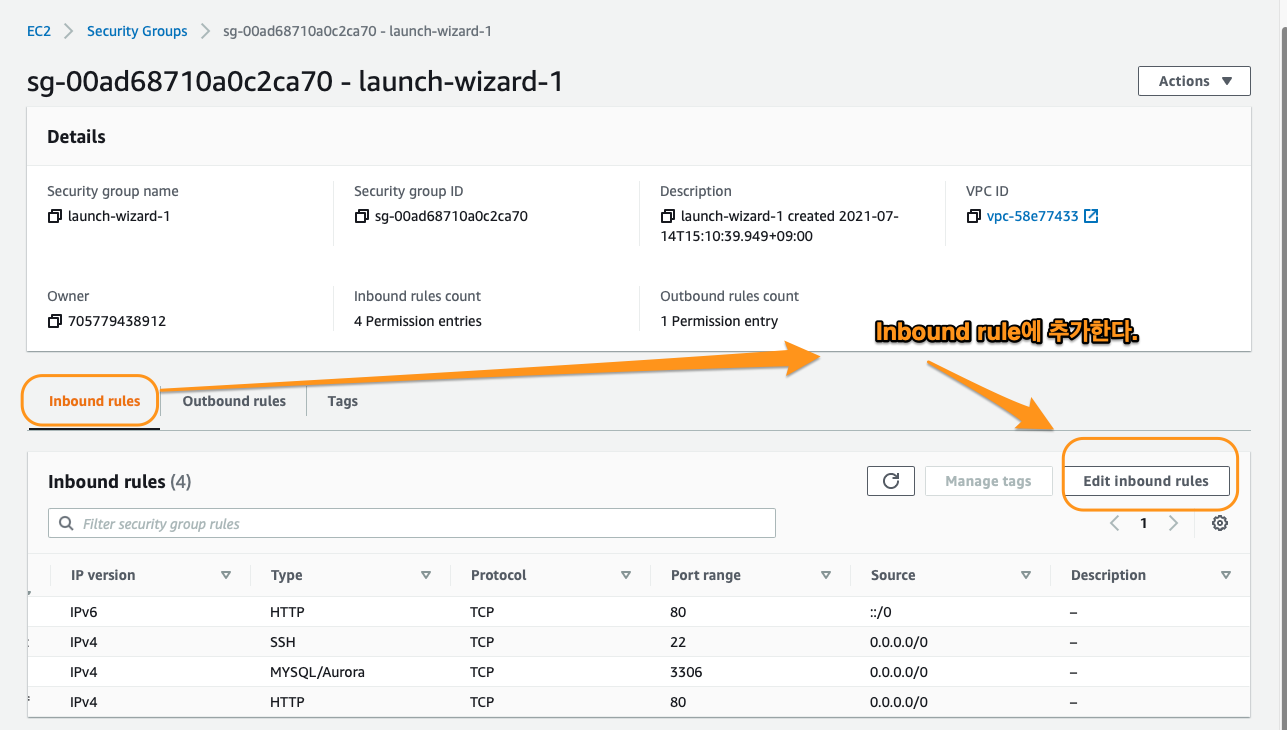 EC2 > Security Groups > sg-00ad68710a0c2ca70 - launch-wizard-1
sg-00ad68710a0c2ca70 - launch-wizard-1
Actions
Details
Security group name
launch-wizard-1
Security group ID
sg-00ad68710a0c2ca70
Description
launch-wizard-1 created 2021-07-
14T15:10:39.949+09:00
VPC ID
vpc-58e77433
Owner
705779438912
Inbound rules count
4 Permission entries
Outbound rules count
1 Permission entry
Inbound rule에 추가한다.
Inbound rules Outbound rules Tags
Inbound rules (4)
Manage tags
Edit inbound rules
Filter security group rules
1
IP version Type Protocol Port range Source Description
IPv6 HTTP TCP 80 ::/0 –
IPv4 SSH TCP 22 0.0.0.0/0 –
IPv4 MYSQL/Aurora TCP 3306 0.0.0.0/0 –
IPv4 HTTP TCP 80 0.0.0.0/0 –